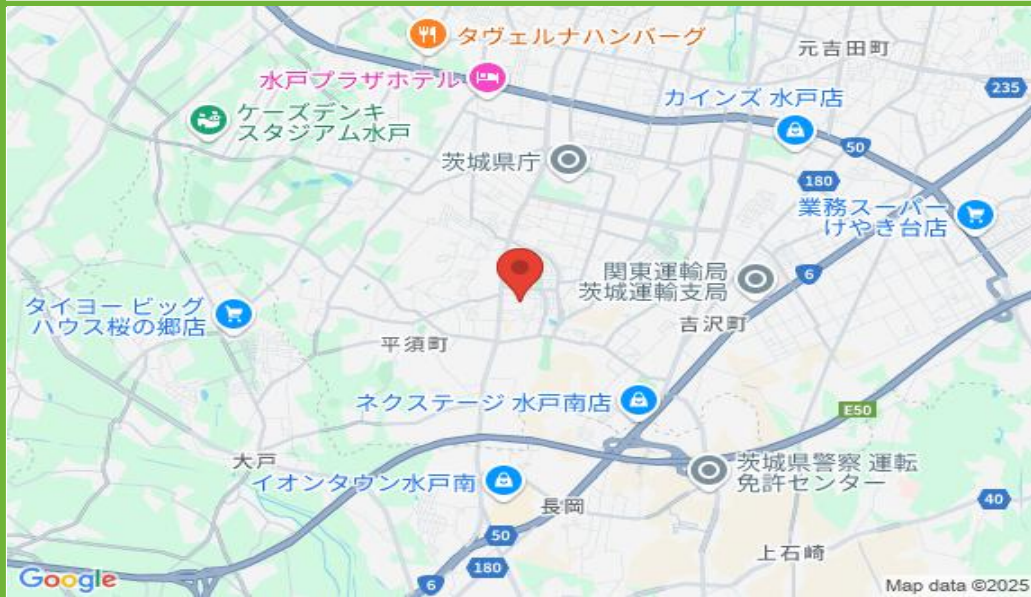 タヴェルナハンバーグ
元吉田町
水戸プラザホテル
235
カインズ 水戸店
ケーズデンキ
スタジアム水戸
50
茨城県庁
180
業務スーパー
けやき台店
関東運輸局
茨城運輸支局
6
タイヨー ビッグ
ハウス桜の郷店
吉沢町
平須町
ネクステージ 水戸南店
E50
大戸
茨城県警察 運転
免許センター
イオンタウン水戸南
長岡
40
50
上石崎
180
6
Google
Map data ©2025